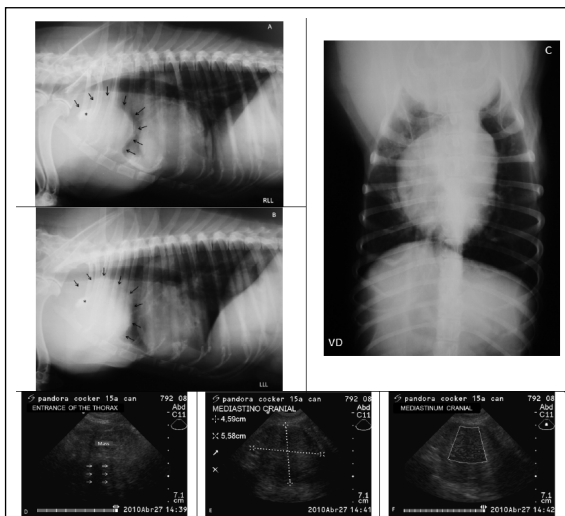 A
RLL
B
LLL
C
VD
pandora cocker 15a can 792 08
ENTRANCE OF THE THORAX
Abd
C11
Mass
7.1
cm
D
2010Abr27 14:39
pandora cocker 15a can 792 08
MEDIASTINO CRANIAL
Abd
C11
4,59cm
5,58cm
7.1
cm
E
2010Abr27 14:41
pandora cocker 15a can 792 08
MEDIASTINUM CRANIAL
Abd
C11
7.1
cm
F
2010Abr27 14:42